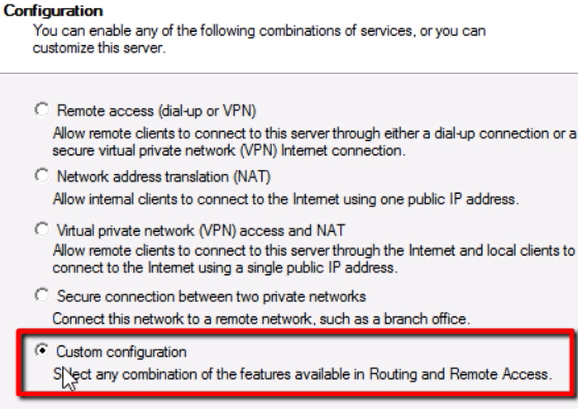 Configuration
You can enable any of the following combinations of services, or you can
customize this server.
Remote access (dial-up or VPN)
Allow remote clients to connect to this server through either a dial-up connection or a
secure virtual private network (VPN) Internet connection.
Network address translation (NAT)
Allow internal clients to connect to the Internet using one public IP address.
Virtual private network (VPN) access and NAT
Allow remote clients to connect to this server through the Internet and local clients to
connect to the Internet using a single public IP address.
Secure connection between two private networks
Connect this network to a remote network, such as a branch office.
Custom configuration
Select any combination of the features available in Routing and Remote Access.